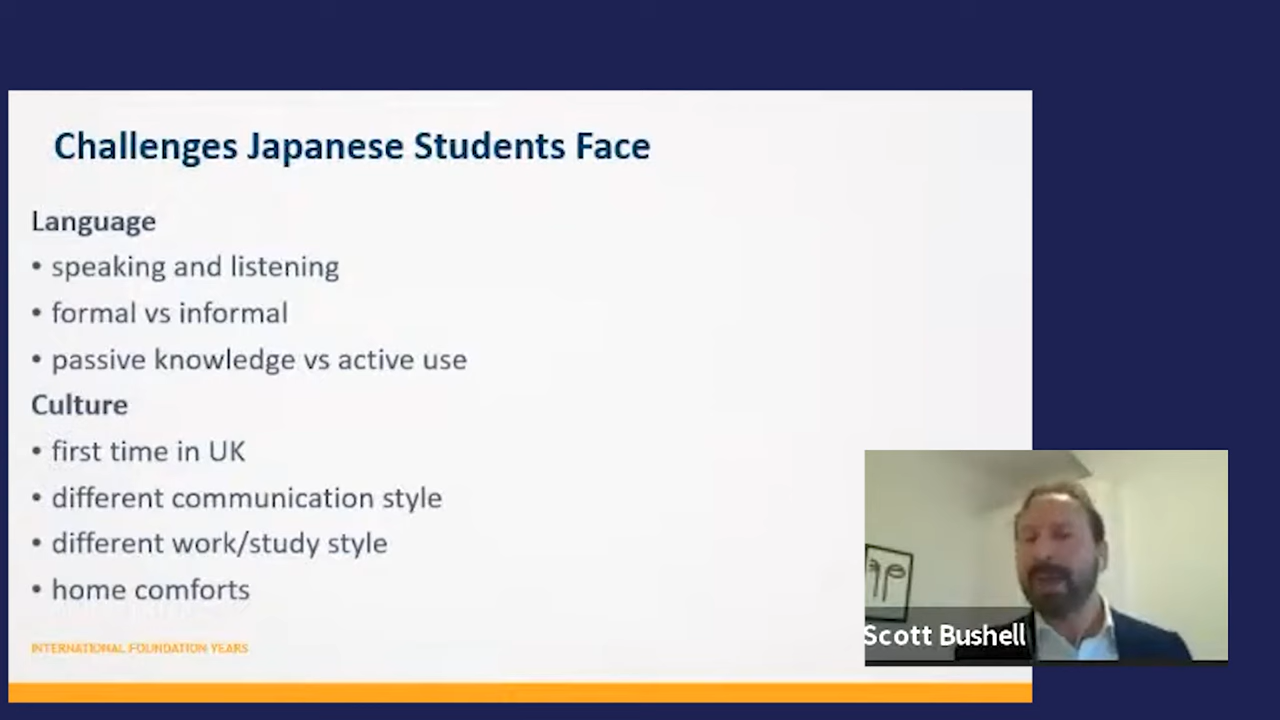 Challenges Japanese Students Face
Language
• speaking and listening
• formal vs informal
• passive knowledge vs active use
Culture
• first time in UK
• different communication style
• different work/study style
• home comforts
INTERNATIONAL FOUNDATION YEARS
Scott Bushell